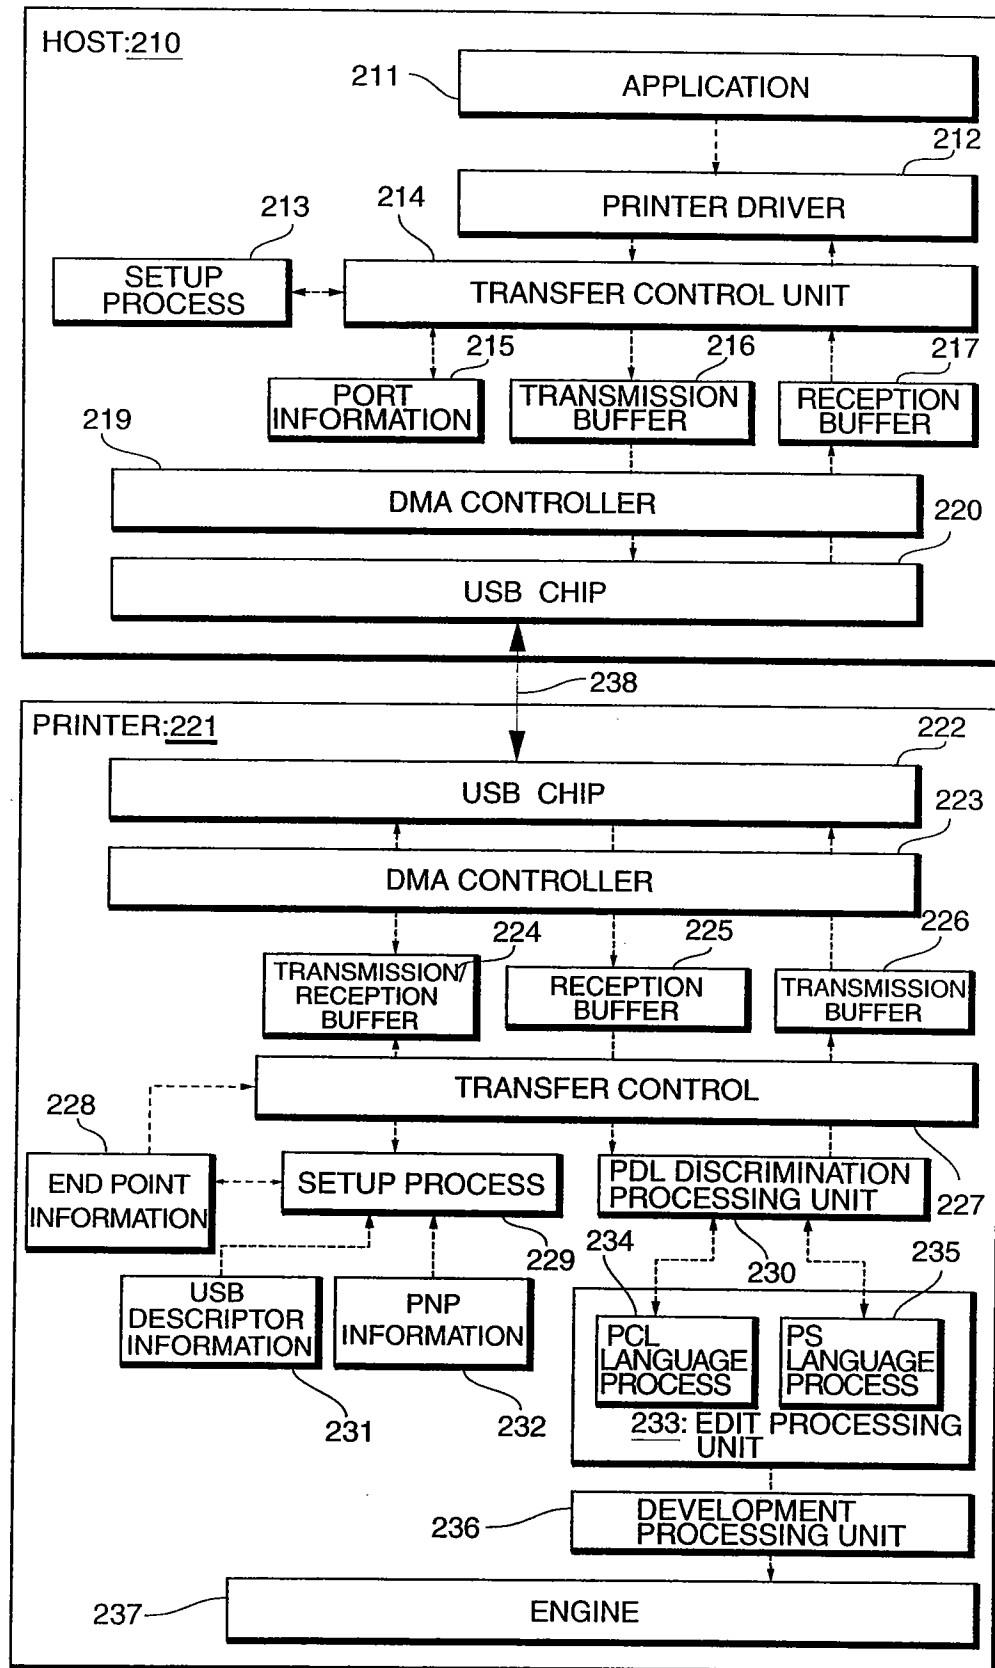 HOST:210
211
APPLICATION
212
PRINTER DRIVER
213
214
SETUP
PROCESS
TRANSFER CONTROL UNIT
215
216
217
PORT
INFORMATION
TRANSMISSION
BUFFER
RECEPTION
BUFFER
219
DMA CONTROLLER
220
USB CHIP
238
PRINTER:221
222
USB CHIP
223
DMA CONTROLLER
224
225
226
TRANSMISSION/
RECEPTION
BUFFER
RECEPTION
BUFFER
TRANSMISSION
BUFFER
TRANSFER CONTROL
227
228
END POINT
INFORMATION
SETUP PROCESS
229
PDL DISCRIMINATION
PROCESSING UNIT
230
234
235
USB
DESCRIPTOR
INFORMATION
231
PNP
INFORMATION
232
PCL
LANGUAGE
PROCESS
PS
LANGUAGE
PROCESS
233: EDIT PROCESSING
UNIT
236
DEVELOPMENT
PROCESSING UNIT
237
ENGINE